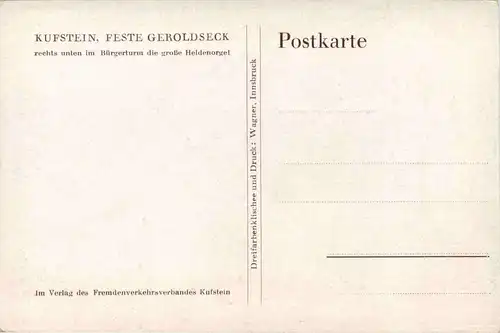 KUFSTEIN, FESTE GEROLDSECK
rechts unten im Bürgerturm die große Heldenorgel
Im Verlag des Fremdenverkehrsverbandes Kufstein
Dreifarbenklischee und Druck: Wagner, Innsbruck
Postkarte